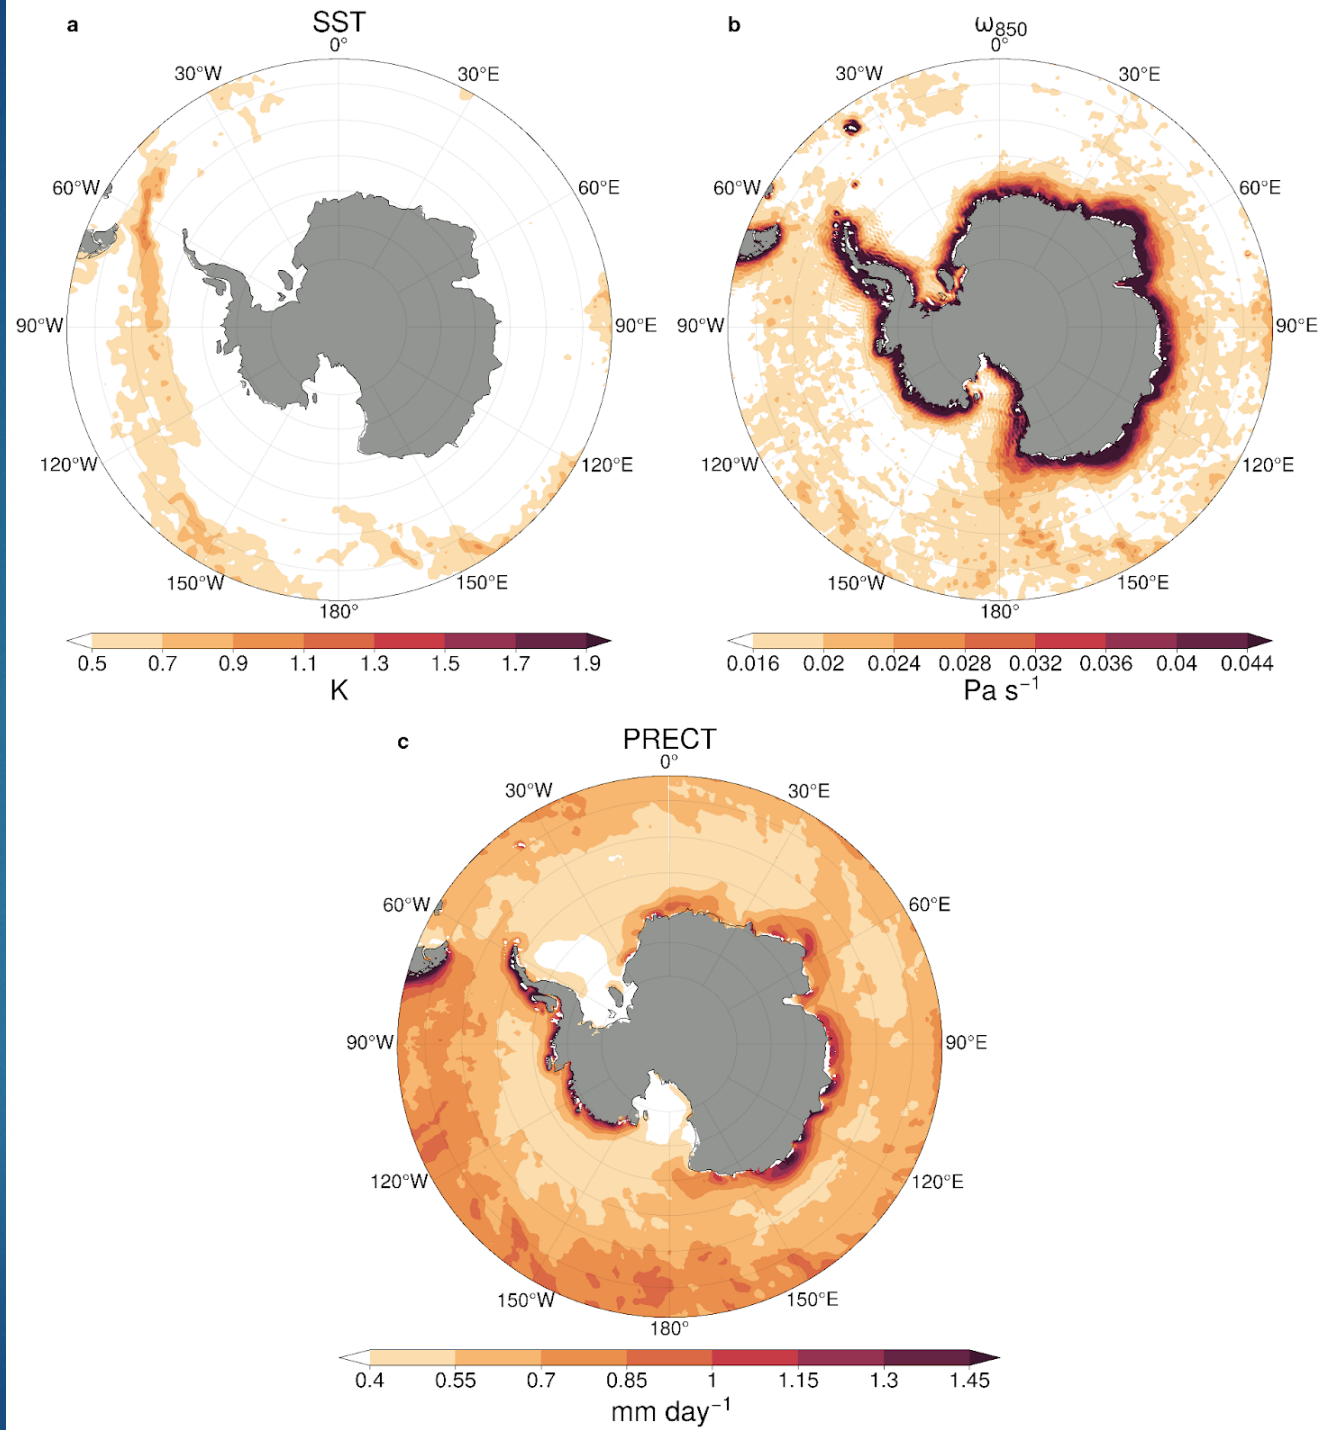 a SST
0°
30°W 30°E
60°W 60°E
90°W 90°E
120°W 120°E
150°W 150°E
180°
0.5 0.7 0.9 1.1 1.3 1.5 1.7 1.9
K
b ω850
0°
30°W 30°E
60°W 60°E
90°W 90°E
120°W 120°E
150°W 150°E
180°
0.016 0.02 0.024 0.028 0.032 0.036 0.04 0.044
Pa s⁻¹
c PRECT
0°
30°W 30°E
60°W 60°E
90°W 90°E
120°W 120°E
150°W 150°E
180°
0.4 0.55 0.7 0.85 1 1.15 1.3 1.45
mm day⁻¹